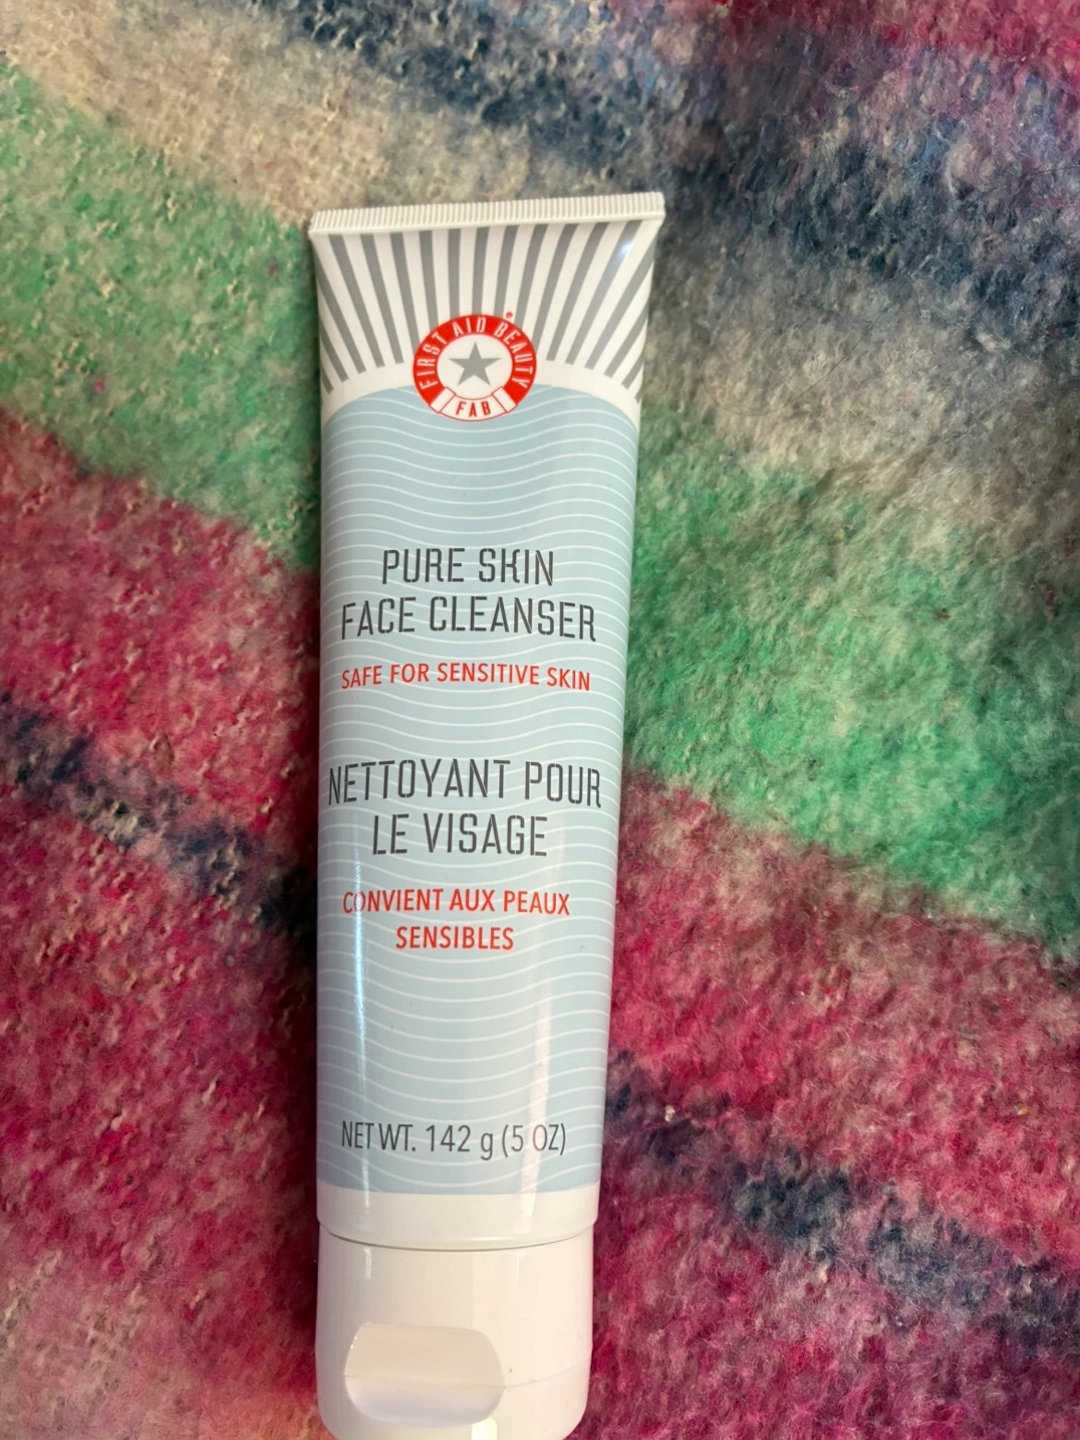 FIRST AID BEAUTY®
FAB
PURE SKIN
FACE CLEANSER
SAFE FOR SENSITIVE SKIN
NETTOYANT POUR
LE VISAGE
CONVIENT AUX PEAUX
SENSIBLES
NET WT. 142 g (5 OZ)